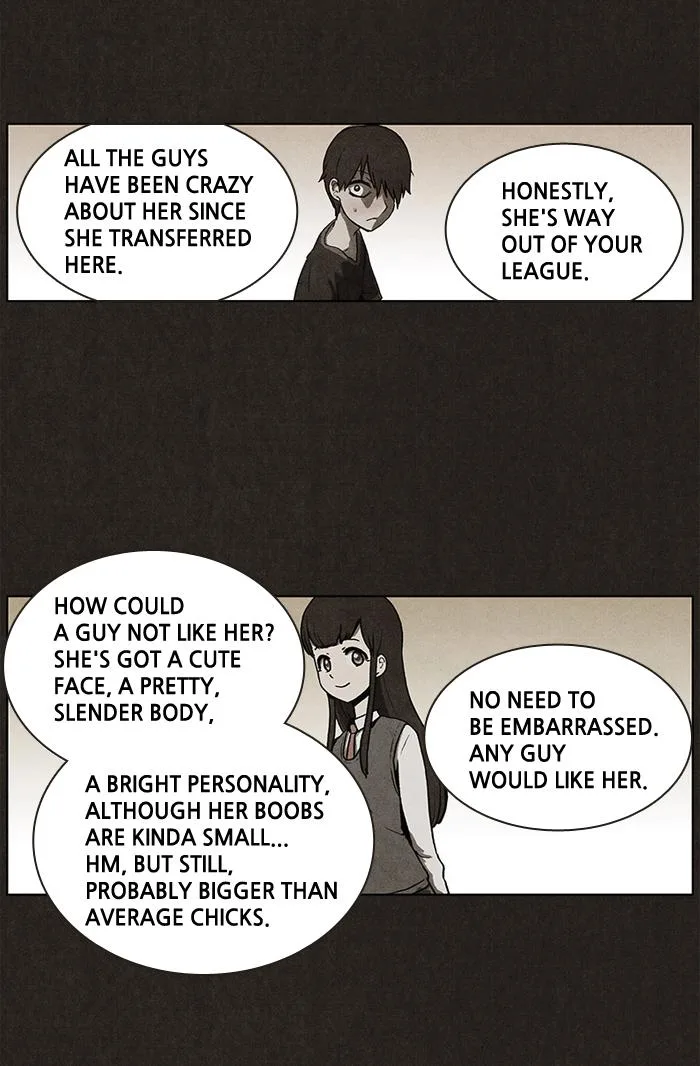 ALL THE GUYS
HAVE BEEN CRAZY
ABOUT HER SINCE
SHE TRANSFERRED
HERE.
HONESTLY,
SHE'S WAY
OUT OF YOUR
LEAGUE.
HOW COULD
A GUY NOT LIKE HER?
SHE'S GOT A CUTE
FACE, A PRETTY,
SLENDER BODY,
A BRIGHT PERSONALITY,
ALTHOUGH HER BOOBS
ARE KINDA SMALL...
HM, BUT STILL,
PROBABLY BIGGER THAN
AVERAGE CHICKS.
NO NEED TO
BE EMBARRASSED.
ANY GUY
WOULD LIKE HER.